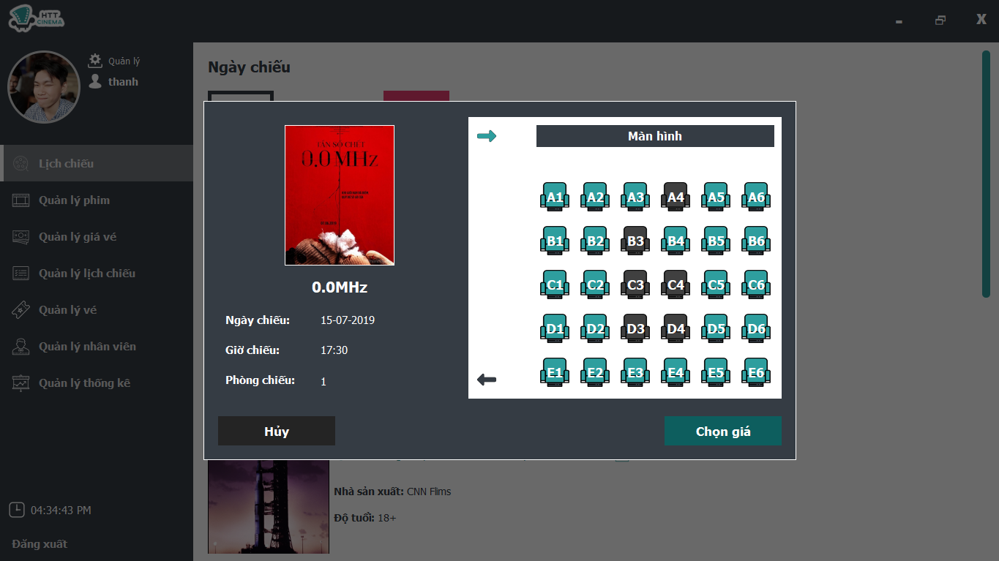 HTT
CINEMA
X
Quản lý
thanh
Lịch chiếu
Quản lý phim
Quản lý giá vé
Quản lý lịch chiếu
Quản lý vé
Quản lý nhân viên
Quản lý thống kê
04:34:43 PM
Đăng xuất
Ngày chiếu
TẦN SỐ CHẾT
0.0 MHz
0.0MHz
Ngày chiếu: 15-07-2019
Giờ chiếu: 17:30
Phòng chiếu: 1
Hủy
Màn hình
A1 A2 A3 A4 A5 A6
B1 B2 B3 B4 B5 B6
C1 C2 C3 C4 C5 C6
D1 D2 D3 D4 D5 D6
E1 E2 E3 E4 E5 E6
Chọn giá
Nhà sản xuất: CNN Flims
Độ tuổi: 18+